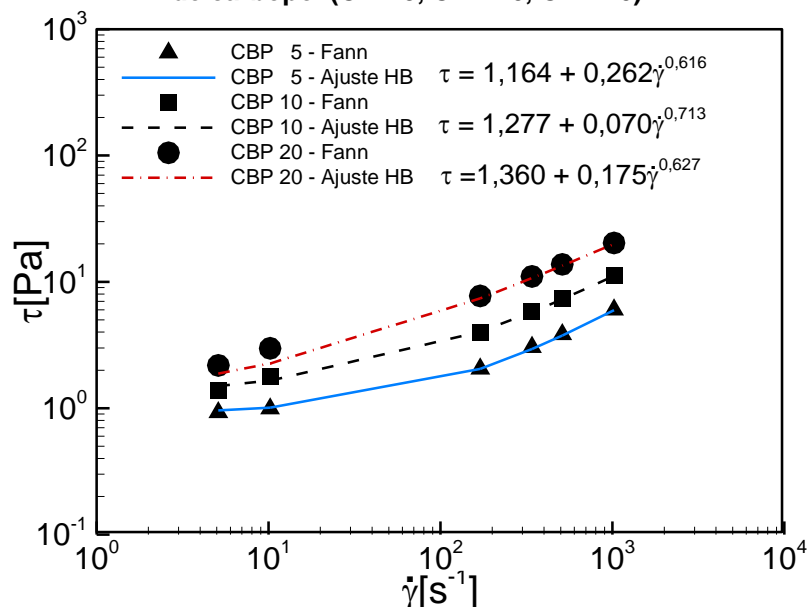 CBP 5 - Fann
CBP 5 - Ajuste HB τ = 1,164 + 0,262γ̇^0,616
CBP 10 - Fann
CBP 10 - Ajuste HB τ = 1,277 + 0,070γ̇^0,713
CBP 20 - Fann
CBP 20 - Ajuste HB τ =1,360 + 0,175γ̇^0,627
τ[Pa]
10^3
10^2
10^1
10^0
10^-1
10^0 10^1 10^2 10^3 10^4
γ̇[s^-1]